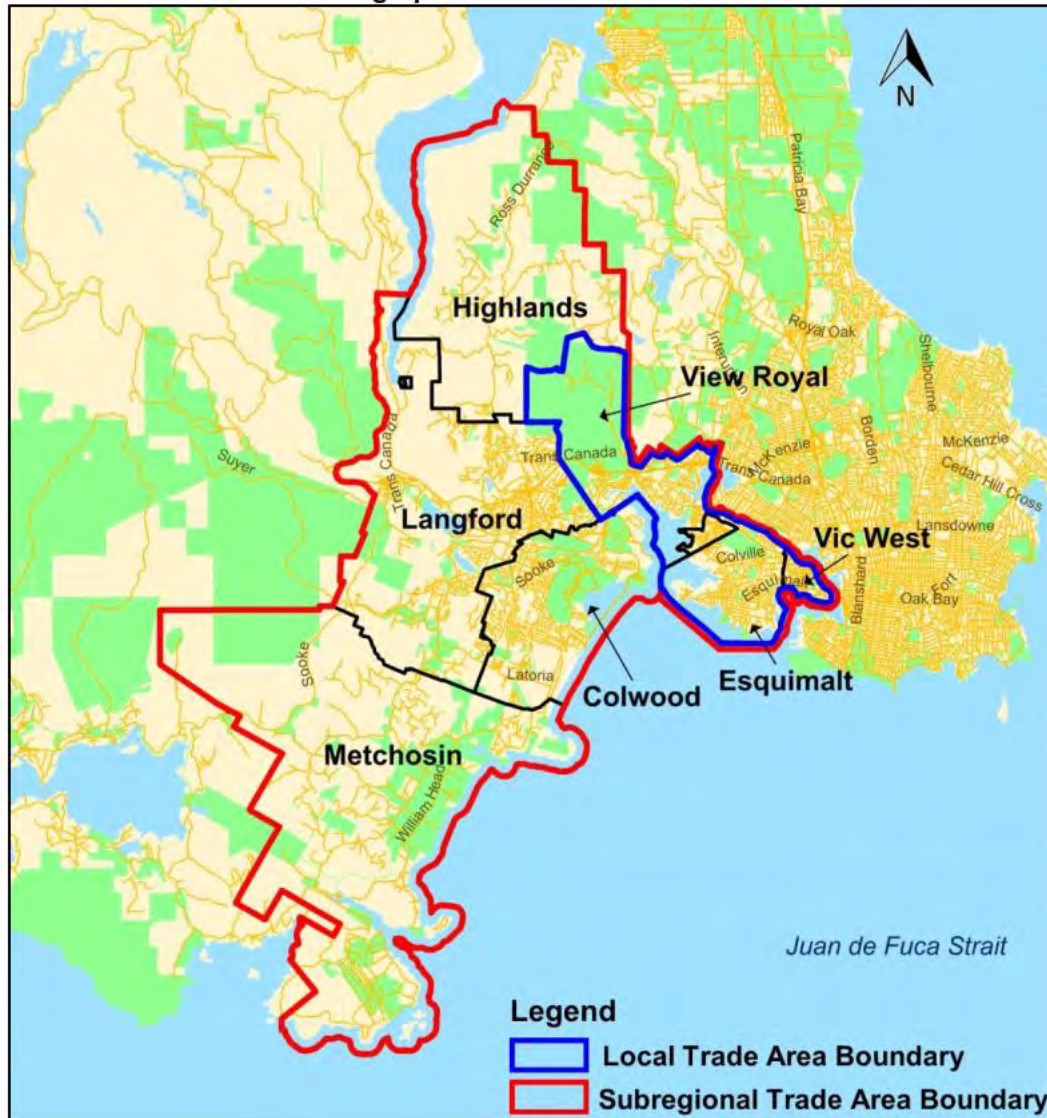 N
Patricia Bay
Ross Durrance
Highlands
Royal Oak
Interurban
Shelbourne
View Royal
Borden
McKenzie
McKenzie
Trans Canada
Trans Canada
Trans Canada
Cedar Hill Cross
Suyer
Langford
Lansdowne
Vic West
Colville
Sooke
Esquimalt
Fort
Oak Bay
Blanshard
Sooke
Latoria
Colwood
Esquimalt
Metchosin
William Head
Juan de Fuca Strait
Legend
Local Trade Area Boundary
Subregional Trade Area Boundary